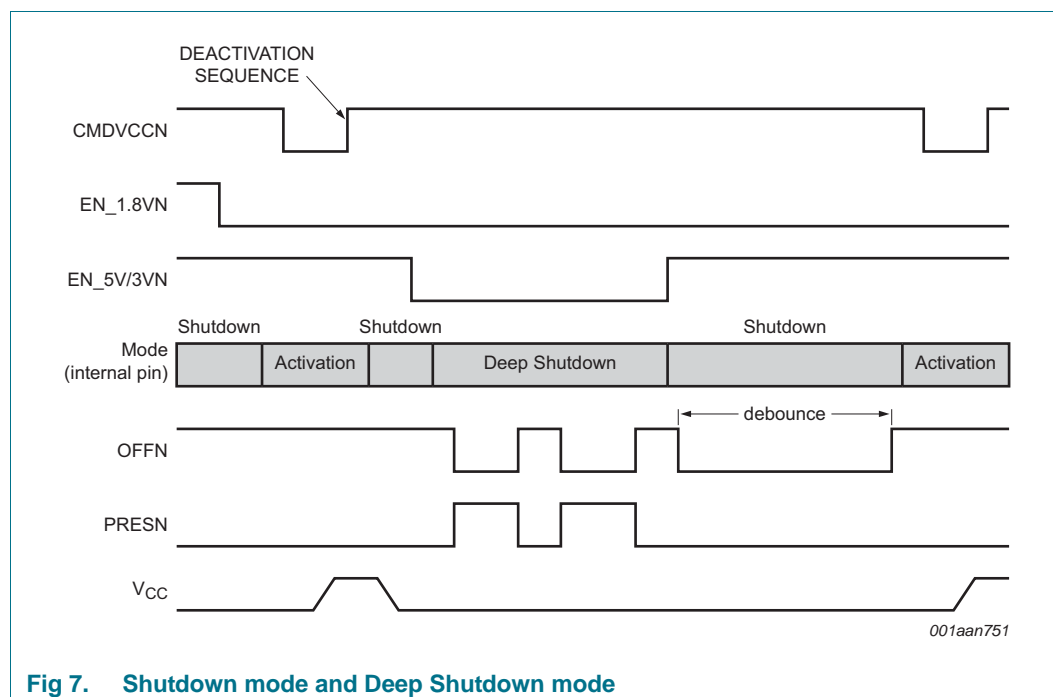 DEACTIVATION
SEQUENCE
CMDVCCN
EN_1.8VN
EN_5V/3VN
Shutdown Shutdown Shutdown
Mode
(internal pin)
Activation Deep Shutdown Activation
debounce
OFFN
PRESN
VCC
001aan751
Fig 7. Shutdown mode and Deep Shutdown mode